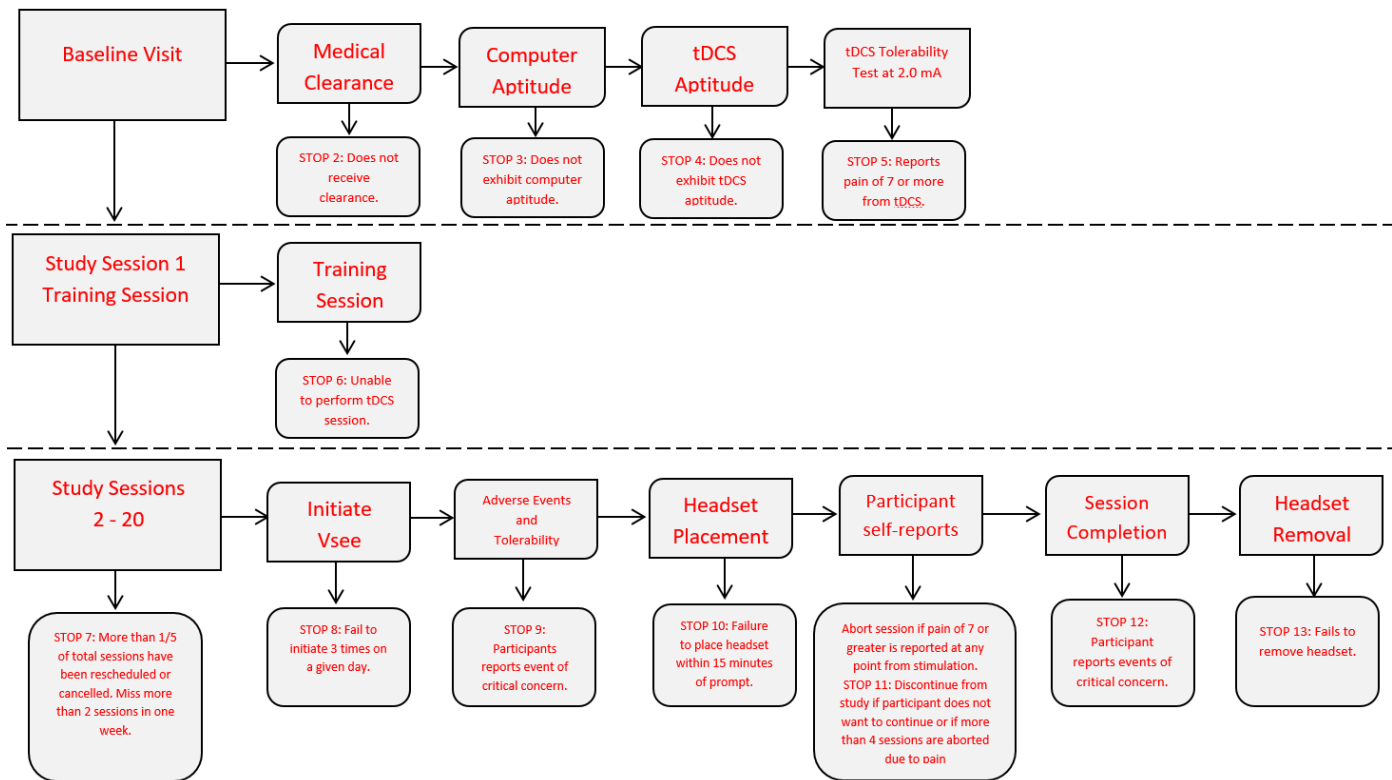 Baseline Visit
Medical
Clearance
Computer
Aptitude
tDCS
Aptitude
tDCS Tolerability
Test at 2.0 mA
STOP 2: Does not
receive
clearance.
STOP 3: Does not
exhibit computer
aptitude.
STOP 4: Does not
exhibit tDCS
aptitude.
STOP 5: Reports
pain of 7 or more
from tDCS.
Study Session 1
Training Session
Training
Session
STOP 6: Unable
to perform tDCS
session.
Study Sessions
2 - 20
Initiate
Vsee
Adverse Events
and
Tolerability
Headset
Placement
Participant
self-reports
Session
Completion
Headset
Removal
STOP 7: More than 1/5
of total sessions have
been rescheduled or
cancelled. Miss more
than 2 sessions in one
week.
STOP 8: Fail to
initiate 3 times on
a given day.
STOP 9:
Participants
reports event of
critical concern.
STOP 10: Failure
to place headset
within 15 minutes
of prompt.
Abort session if pain of 7 or
greater is reported at any
point from stimulation.
STOP 11: Discontinue from
study if participant does not
want to continue or if more
than 4 sessions are aborted
due to pain
STOP 12:
Participant
reports events of
critical concern.
STOP 13: Fails to
remove headset.